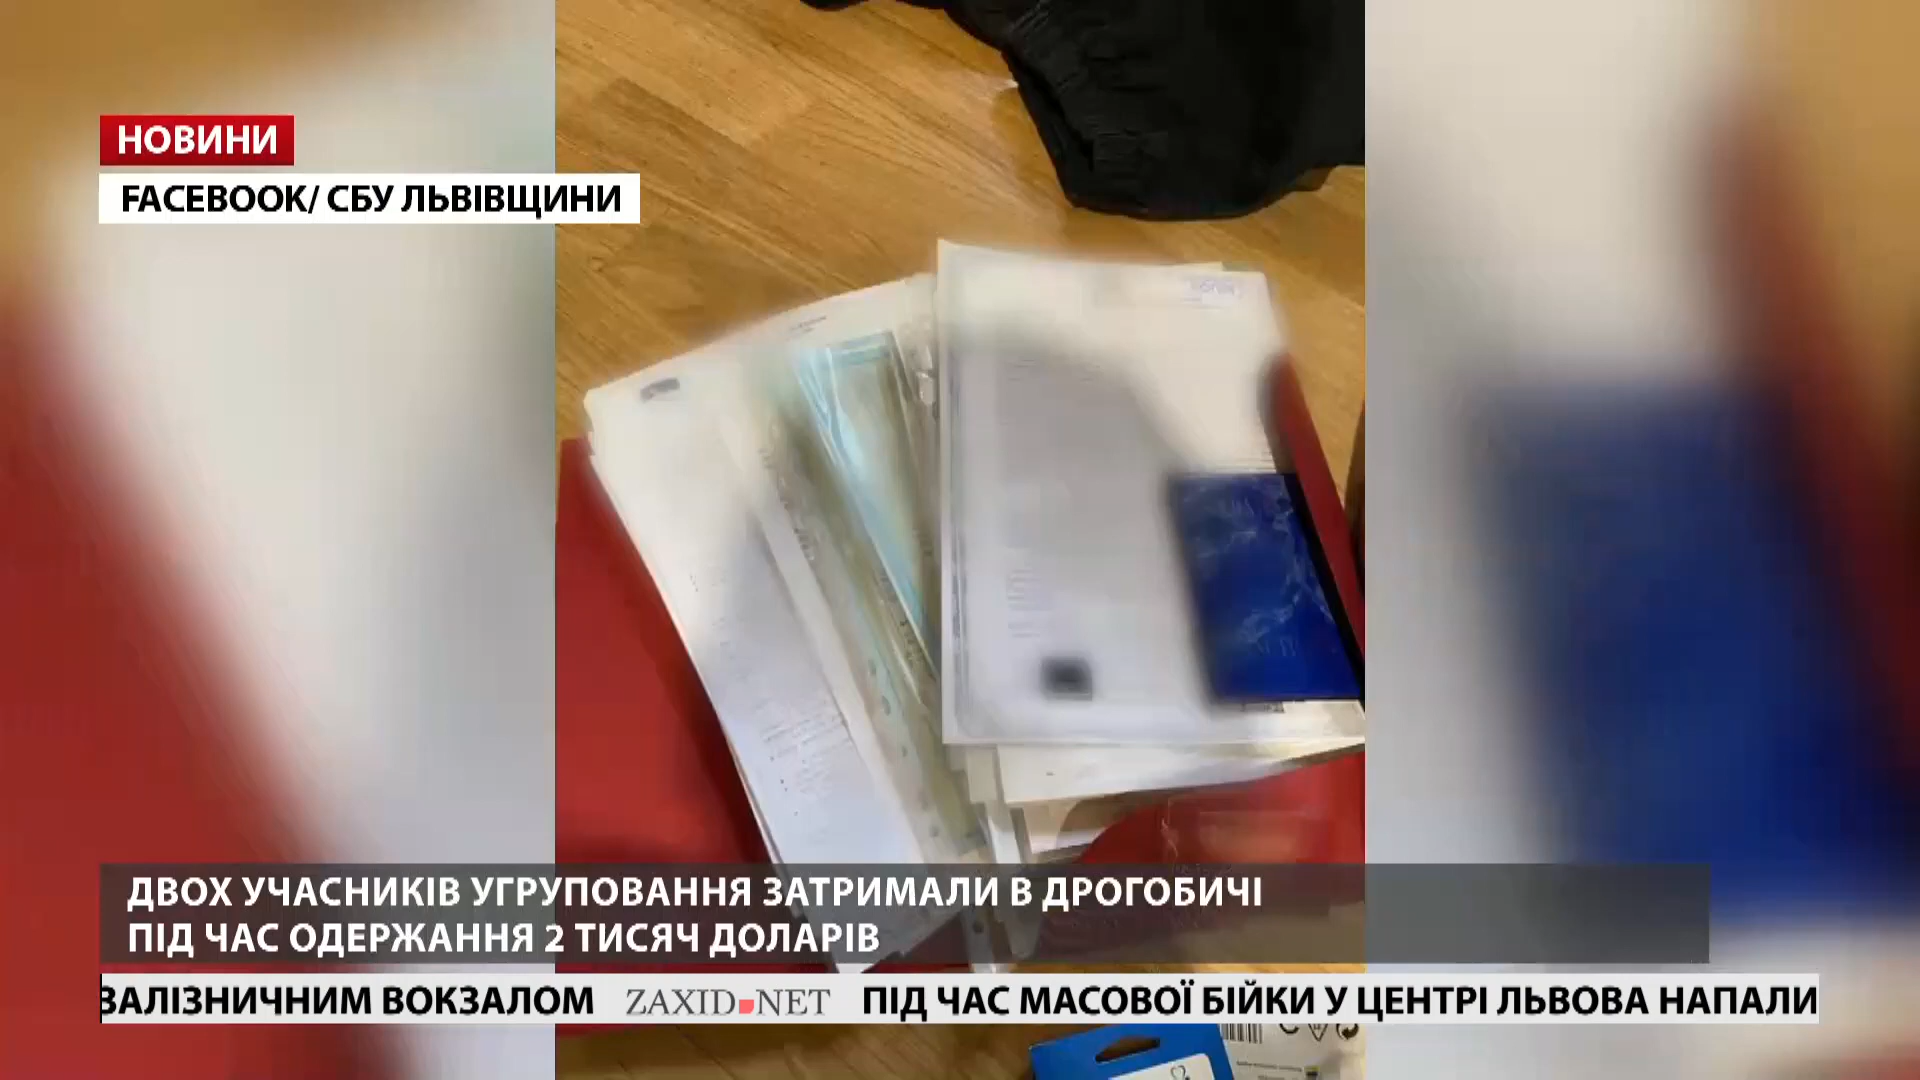 НОВИНИ
FACEBOOK/ СБУ ЛЬВІВЩИНИ
ДВОХ УЧАСНИКІВ УГРУПОВАННЯ ЗАТРИМАЛИ В ДРОГОБИЧІ
ПІД ЧАС ОДЕРЖАННЯ 2 ТИСЯЧ ДОЛАРІВ
ЗАЛІЗНИЧНИМ ВОКЗАЛОМ ZAXID.NET ПІД ЧАС МАСОВОЇ БІЙКИ У ЦЕНТРІ ЛЬВОВА НАПАЛИ